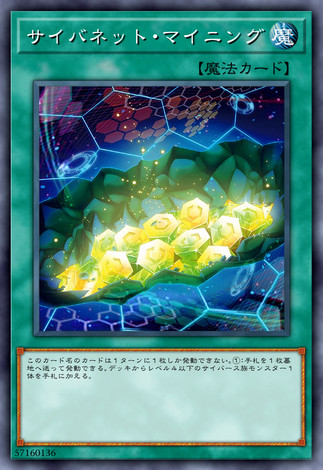 サイバネット・マイニング
魔
【魔法カード】
このカード名のカードは１ターンに１枚しか発動できない。①：手札を１枚墓
地へ送って発動できる。デッキからレベル４以下のサイバース族モンスター１
体を手札に加える。
57160136